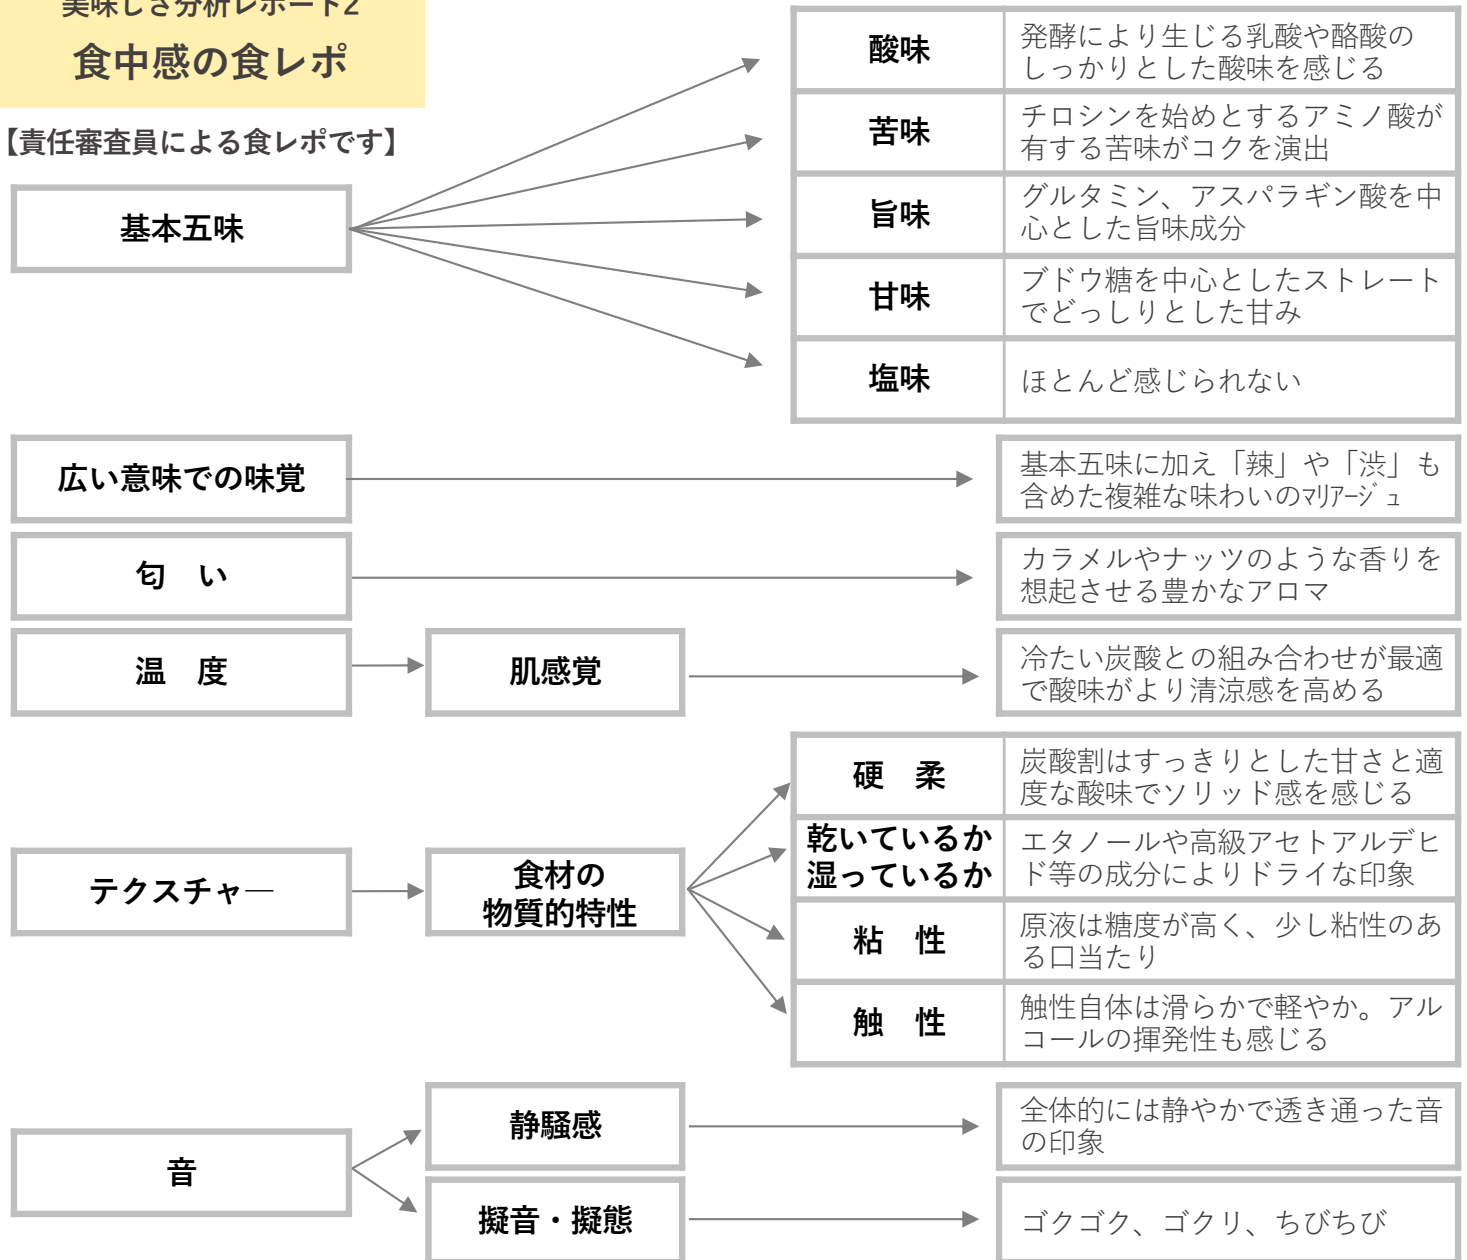 美味しさ分析レポート2
食中感の食レポ
【責任審査員による食レポです】
基本五味
酸味
発酵により生じる乳酸や酪酸の
しっかりとした酸味を感じる
苦味
チロシンを始めとするアミノ酸が
有する苦味がコクを演出
旨味
グルタミン、アスパラギン酸を中
心とした旨味成分
甘味
ブドウ糖を中心としたストレート
でどっしりとした甘み
塩味
ほとんど感じられない
広い意味での味覚
基本五味に加え「辣」や「渋」も
含めた複雑な味わいのﾏﾘｱｰｼﾞｭ
匂　い
カラメルやナッツのような香りを
想起させる豊かなアロマ
温　度
肌感覚
冷たい炭酸との組み合わせが最適
で酸味がより清涼感を高める
テクスチャ―
食材の
物質的特性
硬　柔
炭酸割はすっきりとした甘さと適
度な酸味でソリッド感を感じる
乾いているか
湿っているか
エタノールや高級アセトアルデヒ
ド等の成分によりドライな印象
粘　性
原液は糖度が高く、少し粘性のあ
る口当たり
触　性
触性自体は滑らかで軽やか。アル
コールの揮発性も感じる
音
静騒感
全体的には静やかで透き通った音
の印象
擬音・擬態
ゴクゴク、ゴクリ、ちびちび